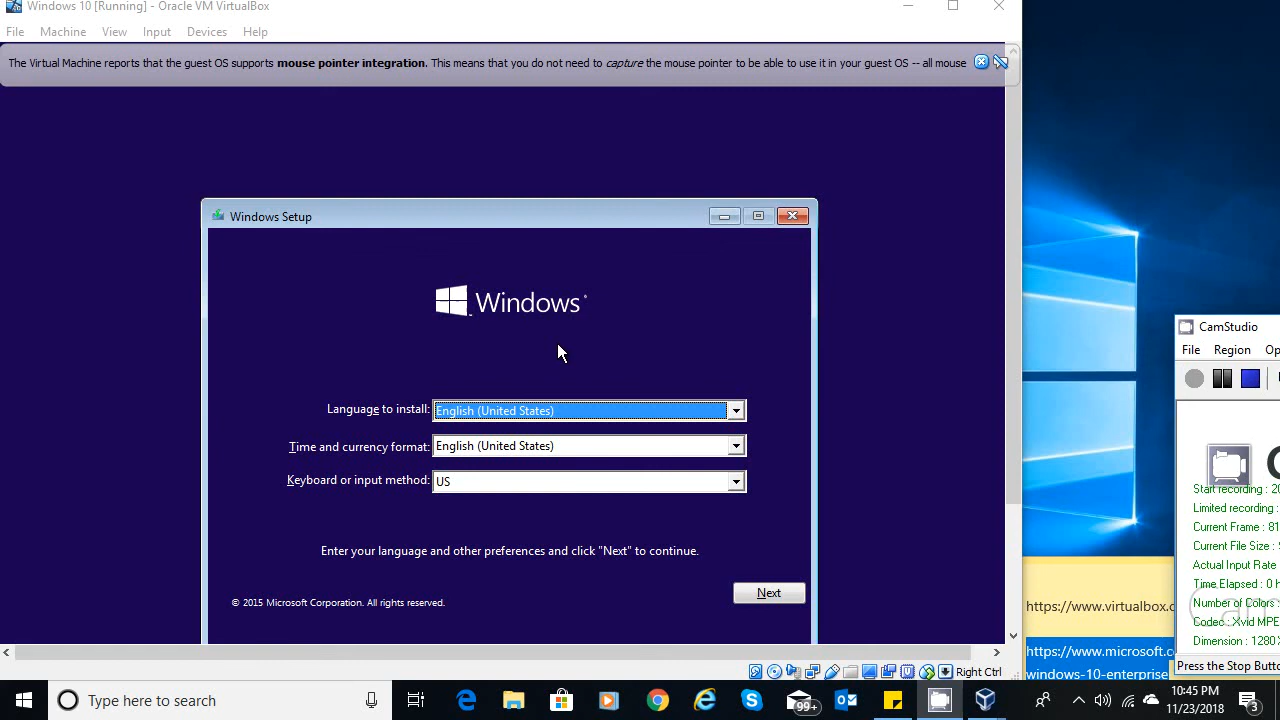 Windows 10 [Running] - Oracle VM VirtualBox
File Machine View Input Devices Help
The Virtual Machine reports that the guest OS supports mouse pointer integration. This means that you do not need to capture the mouse pointer to be able to use it in your guest OS -- all mouse
Windows Setup
Windows
Language to install: English (United States)
Time and currency format: English (United States)
Keyboard or input method: US
Enter your language and other preferences and click "Next" to continue.
Next
© 2015 Microsoft Corporation. All rights reserved.
Right Ctrl
CamStudio
File Region Op
Start recording : 20
Limited recording :
Current Frame : 81
Current File Size :
Actual Input Rate
Time Elapsed : 0 h
Number of Colors :
Codec : Xvid MPE
Dimension : 1280 X
Press the Stop Butto
https://www.virtualbox.o
https://www.microsoft.c
windows-10-enterprise
Type here to search
99+
10:45 PM
11/23/2018
3